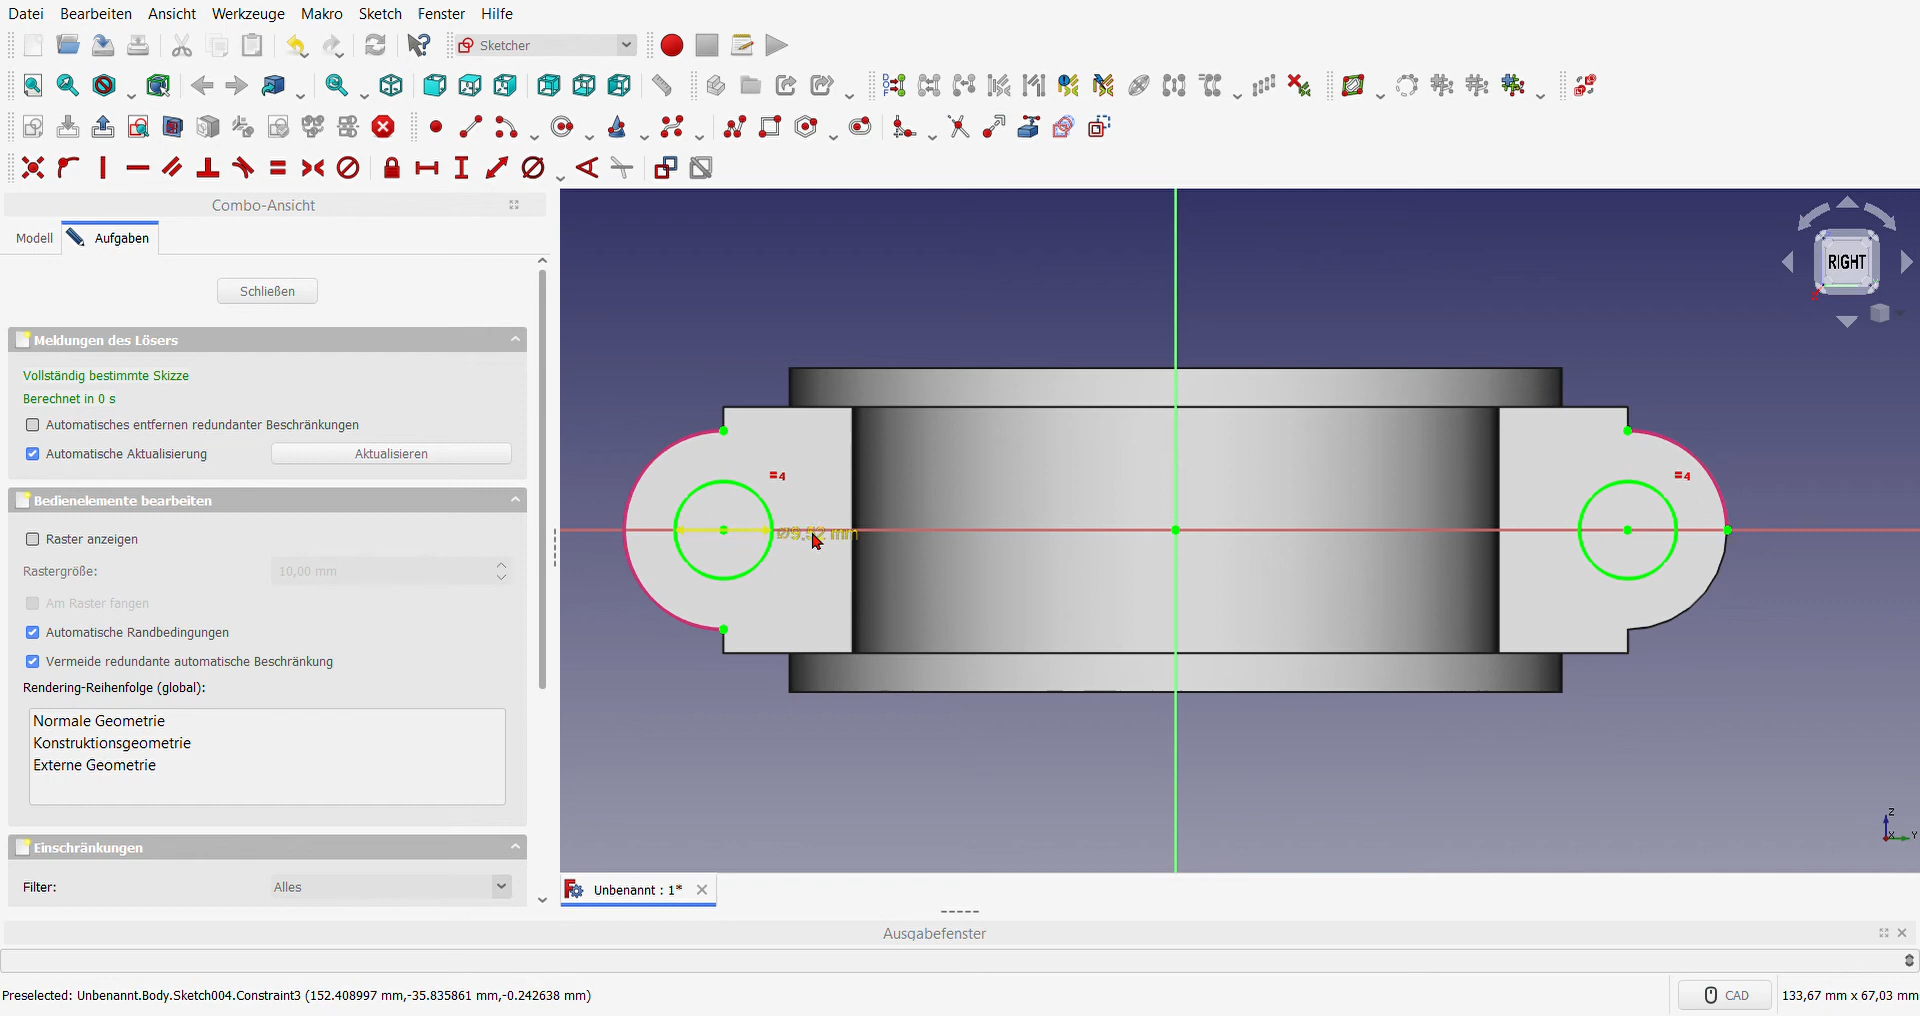 Datei Bearbeiten Ansicht Werkzeuge Makro Sketch Fenster Hilfe
Sketcher
Combo-Ansicht
Modell Aufgaben
Schließen
Meldungen des Lösers
Vollständig bestimmte Skizze
Berechnet in 0 s
Automatisches entfernen redundanter Beschränkungen
Automatische Aktualisierung Aktualisieren
Bedienelemente bearbeiten
Raster anzeigen
Rastergröße: 10,00 mm
Am Raster fangen
Automatische Randbedingungen
Vermeide redundante automatische Beschränkung
Rendering-Reihenfolge (global):
Normale Geometrie
Konstruktionsgeometrie
Externe Geometrie
Einschränkungen
Filter: Alles
RIGHT
X
4
4
Z
X Y
Unbenannt : 1*
Ausgabefenster
Preselected: Unbenannt.Body.Sketch004.Constraint3 (152.408997 mm,-35.835861 mm,-0.242638 mm)
CAD
133,67 mm x 67,03 mm